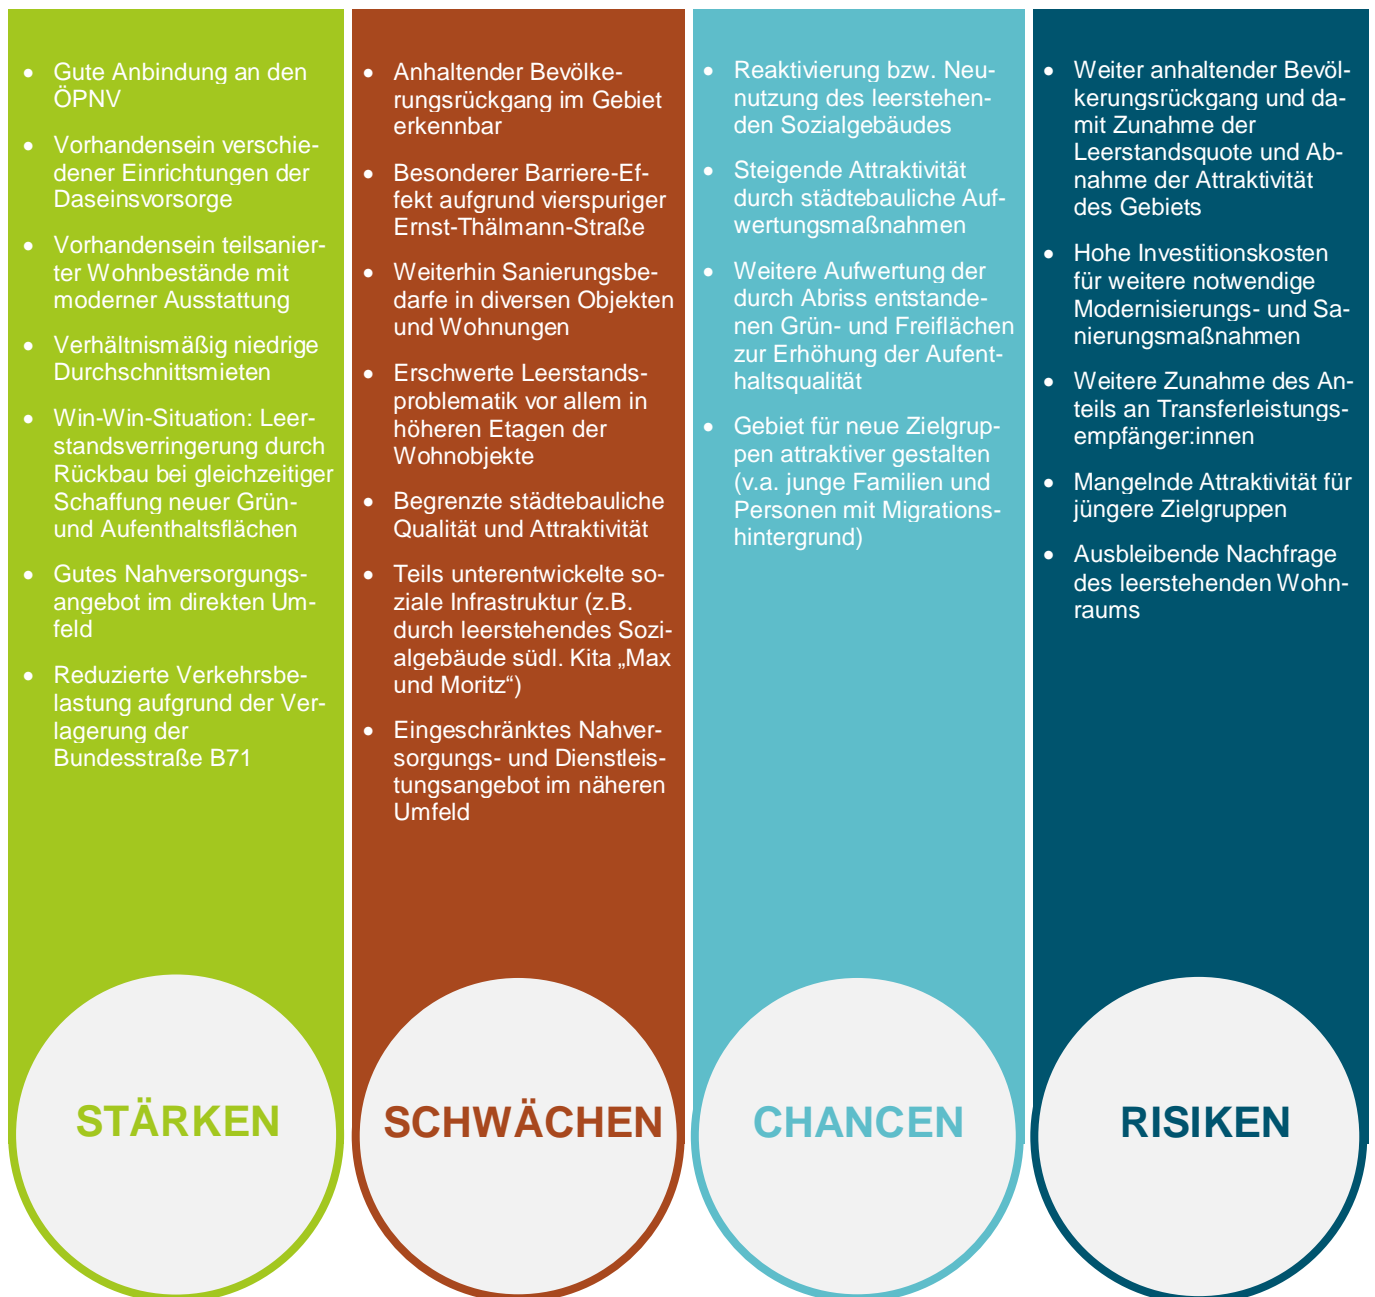 • Gute Anbindung an den
ÖPNV
• Vorhandensein verschie-
dener Einrichtungen der
Daseinsvorsorge
• Vorhandensein teilsanier-
ter Wohnbestände mit
moderner Ausstattung
• Verhältnismäßig niedrige
Durchschnittsmieten
• Win-Win-Situation: Leer-
standsverringerung durch
Rückbau bei gleichzeitiger
Schaffung neuer Grün-
und Aufenthaltsflächen
• Gutes Nahversorgungs-
angebot im direkten Um-
feld
• Reduzierte Verkehrsbe-
lastung aufgrund der Ver-
lagerung der
Bundesstraße B71
STÄRKEN
• Anhaltender Bevölke-
rungsrückgang im Gebiet
erkennbar
• Besonderer Barriere-Ef-
fekt aufgrund vierspuriger
Ernst-Thälmann-Straße
• Weiterhin Sanierungsbe-
darfe in diversen Objekten
und Wohnungen
• Erschwerte Leerstands-
problematik vor allem in
höheren Etagen der
Wohnobjekte
• Begrenzte städtebauliche
Qualität und Attraktivität
• Teils unterentwickelte so-
ziale Infrastruktur (z.B.
durch leerstehendes Sozi-
algebäude südl. Kita „Max
und Moritz“)
• Eingeschränktes Nahver-
sorgungs- und Dienstleis-
tungsangebot im näheren
Umfeld
SCHWÄCHEN
• Reaktivierung bzw. Neu-
nutzung des leerstehen-
den Sozialgebäudes
• Steigende Attraktivität
durch städtebauliche Auf-
wertungsmaßnahmen
• Weitere Aufwertung der
durch Abriss entstande-
nen Grün- und Freiflächen
zur Erhöhung der Aufent-
haltsqualität
• Gebiet für neue Zielgrup-
pen attraktiver gestalten
(v.a. junge Familien und
Personen mit Migrations-
hintergrund)
CHANCEN
• Weiter anhaltender Bevöl-
kerungsrückgang und da-
mit Zunahme der
Leerstandsquote und Ab-
nahme der Attraktivität
des Gebiets
• Hohe Investitionskosten
für weitere notwendige
Modernisierungs- und Sa-
nierungsmaßnahmen
• Weitere Zunahme des An-
teils an Transferleistungs-
empfänger:innen
• Mangelnde Attraktivität für
jüngere Zielgruppen
• Ausbleibende Nachfrage
des leerstehenden Wohn-
raums
RISIKEN